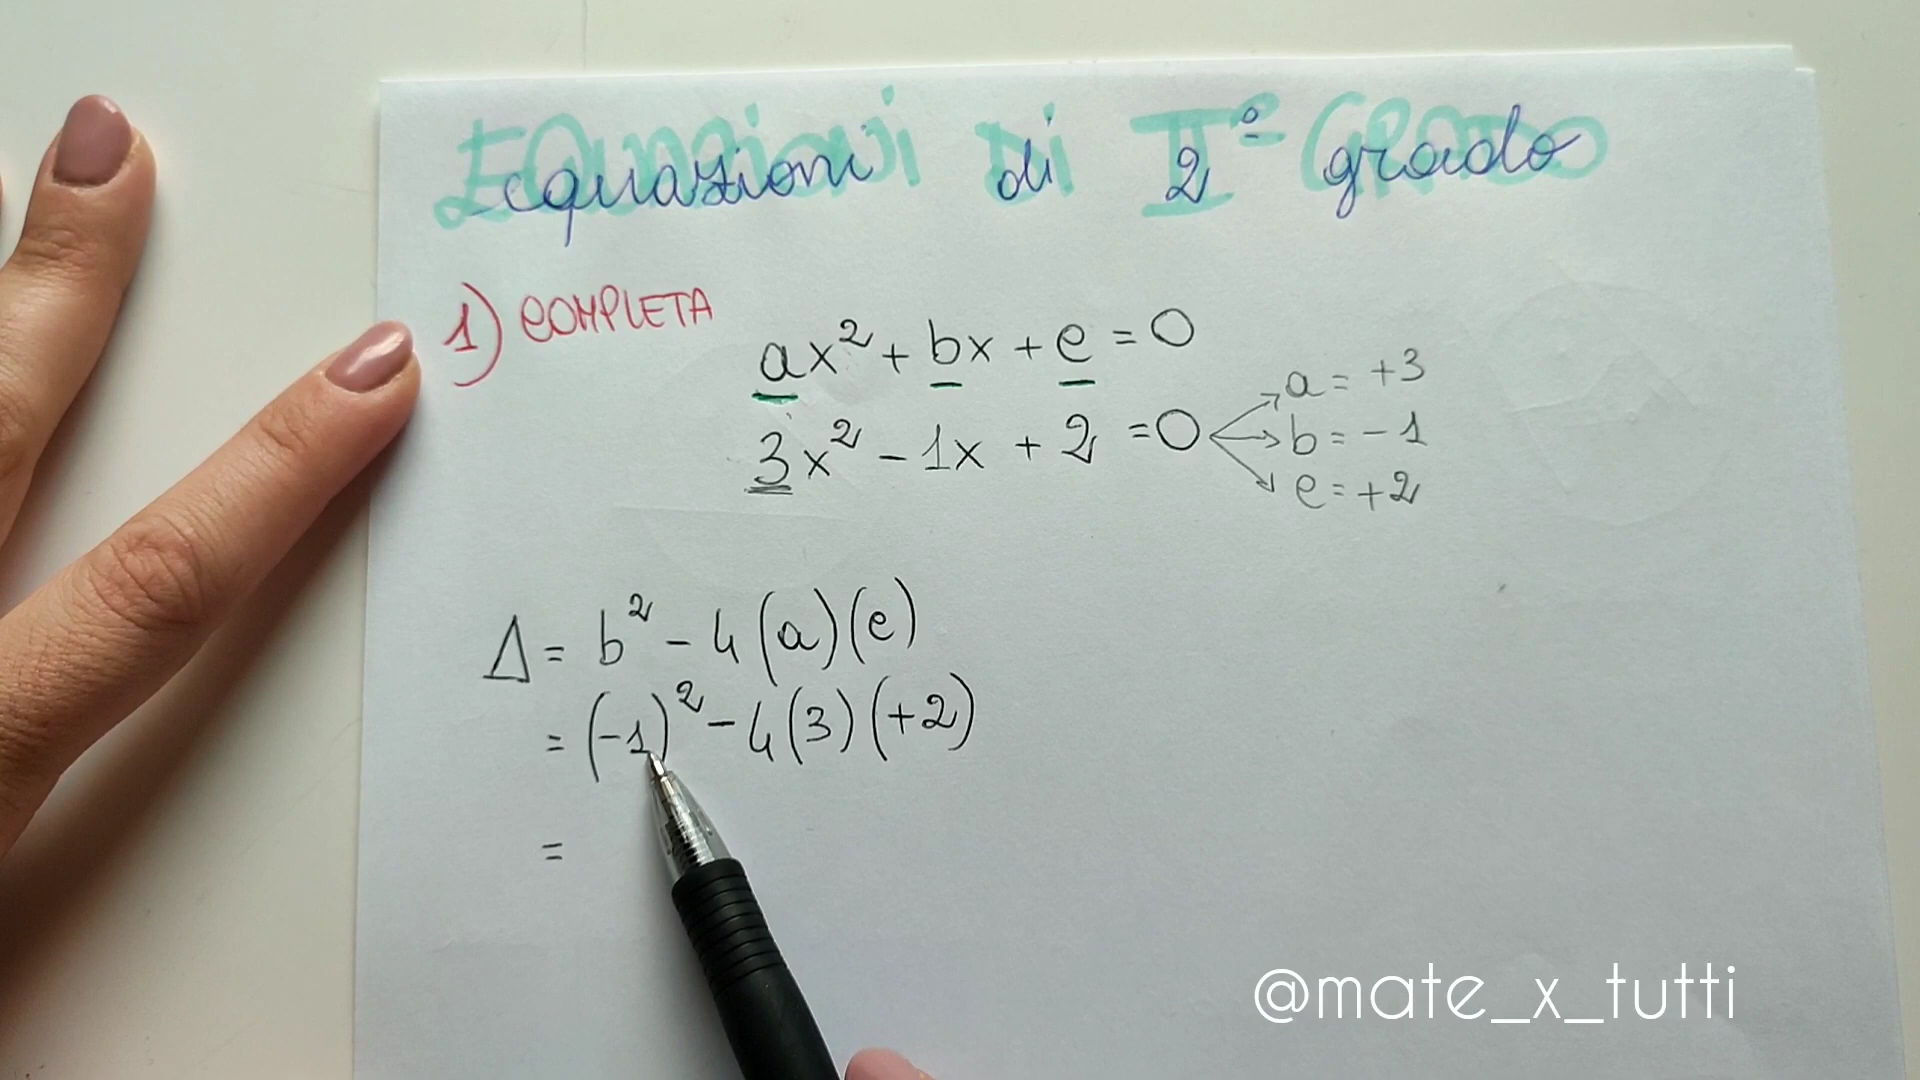 Equazioni di 2° grado
1) COMPLETA
ax² + bx + c = 0
3x² - 1x + 2 = 0
a = +3
b = -1
c = +2
Δ = b² - 4(a)(c)
= (-1)² - 4(3)(+2)
=
@mate_x_tutti